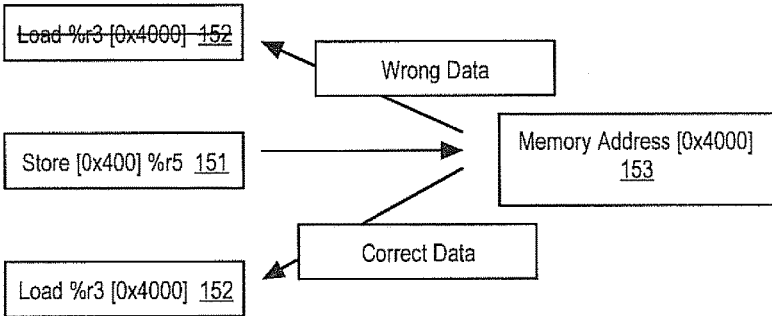 Load %r3 [0x4000] 152
Wrong Data
Store [0x400] %r5 151
Memory Address [0x4000]
153
Correct Data
Load %r3 [0x4000] 152